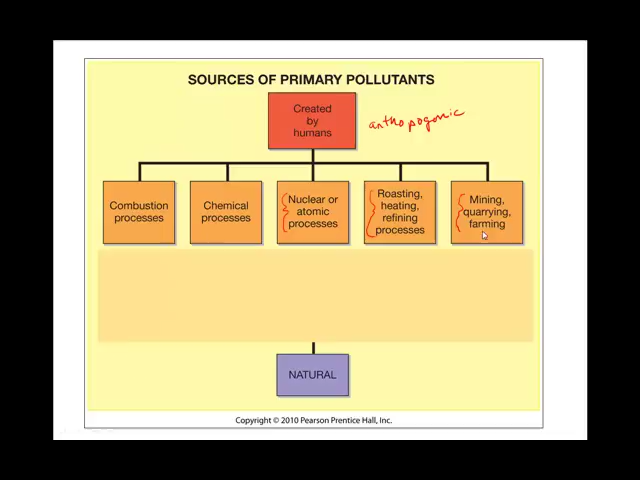 SOURCES OF PRIMARY POLLUTANTS
Created
by
humans
anthopogonic
Combustion
processes
Chemical
processes
Nuclear or
atomic
processes
Roasting,
heating,
refining
processes
Mining,
quarrying,
farming
NATURAL
Copyright © 2010 Pearson Prentice Hall, Inc.